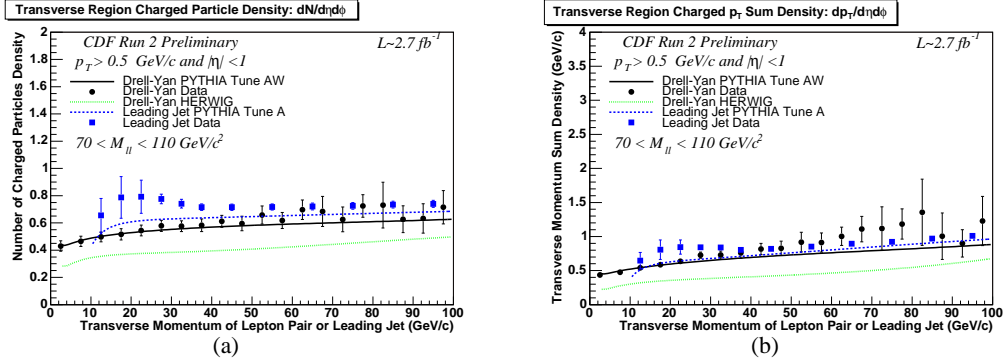 Transverse Region Charged Particle Density: dN/dηdϕ
Number of Charged Particles Density
2
1.8
1.6
1.4
1.2
1
0.8
0.6
0.4
0.2
0
CDF Run 2 Preliminary
L~2.7 fb⁻¹
p_T > 0.5 GeV/c and |η| <1
Drell-Yan PYTHIA Tune AW
Drell-Yan Data
Drell-Yan HERWIG
Leading Jet PYTHIA Tune A
Leading Jet Data
70 < M_ll < 110 GeV/c²
0 10 20 30 40 50 60 70 80 90 100
Transverse Momentum of Lepton Pair or Leading Jet (GeV/c)
(a)
Transverse Region Charged p_T Sum Density: dp_T/dηdϕ
Transverse Momentum Sum Density (GeV/c)
4
3.5
3
2.5
2
1.5
1
0.5
0
CDF Run 2 Preliminary
L~2.7 fb⁻¹
p_T > 0.5 GeV/c and |η| <1
Drell-Yan PYTHIA Tune AW
Drell-Yan Data
Drell-Yan HERWIG
Leading Jet PYTHIA Tune A
Leading Jet Data
70 < M_ll < 110 GeV/c²
0 10 20 30 40 50 60 70 80 90 100
Transverse Momentum of Lepton Pair or Leading Jet (GeV/c)
(b)